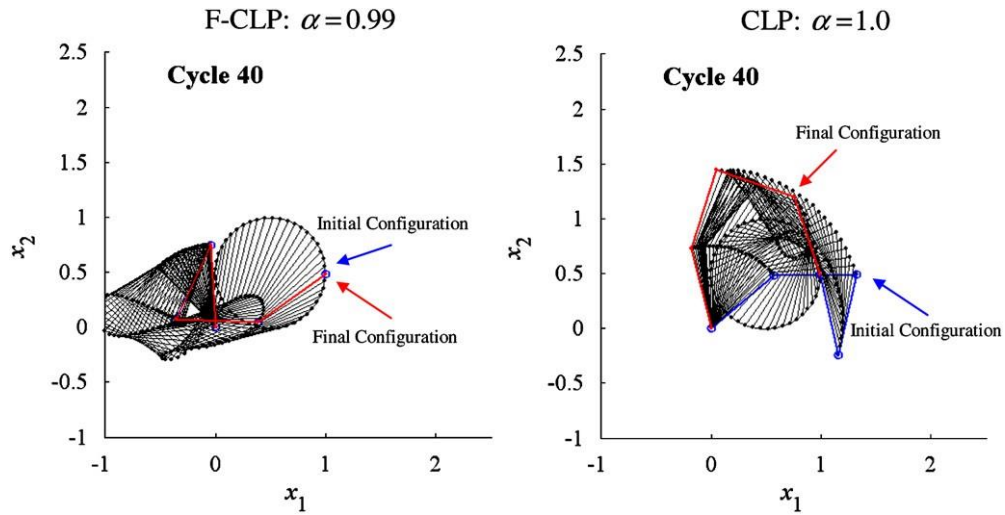 F-CLP: α=0.99
2.5
Cycle 40
2
1.5
x₂
1
Initial Configuration
0.5
0
Final Configuration
-0.5
-1
-1
0
1
2
x₁
CLP: α=1.0
2.5
Cycle 40
2
Final Configuration
1.5
x₂
1
0.5
0
Initial Configuration
-0.5
-1
-1
0
1
2
x₁